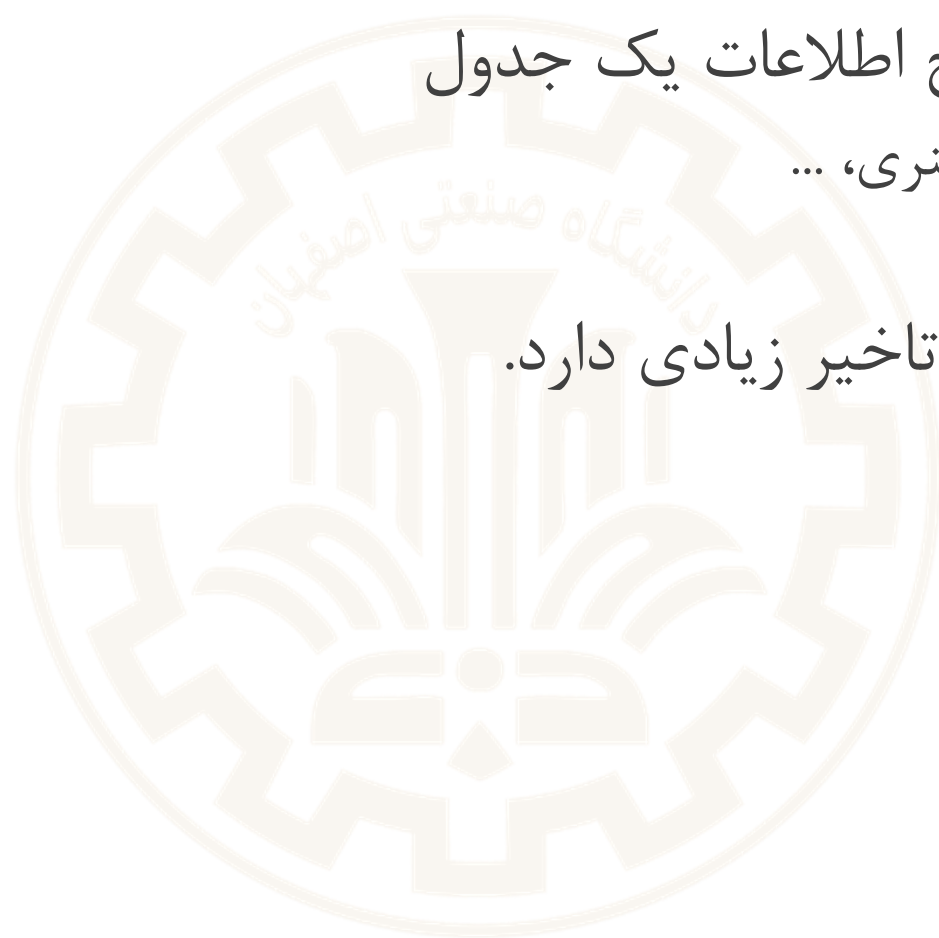 اطلاعات یک جدول
...
دانشگاه صنعتی اصفهان
تاخیر زیادی دارد.